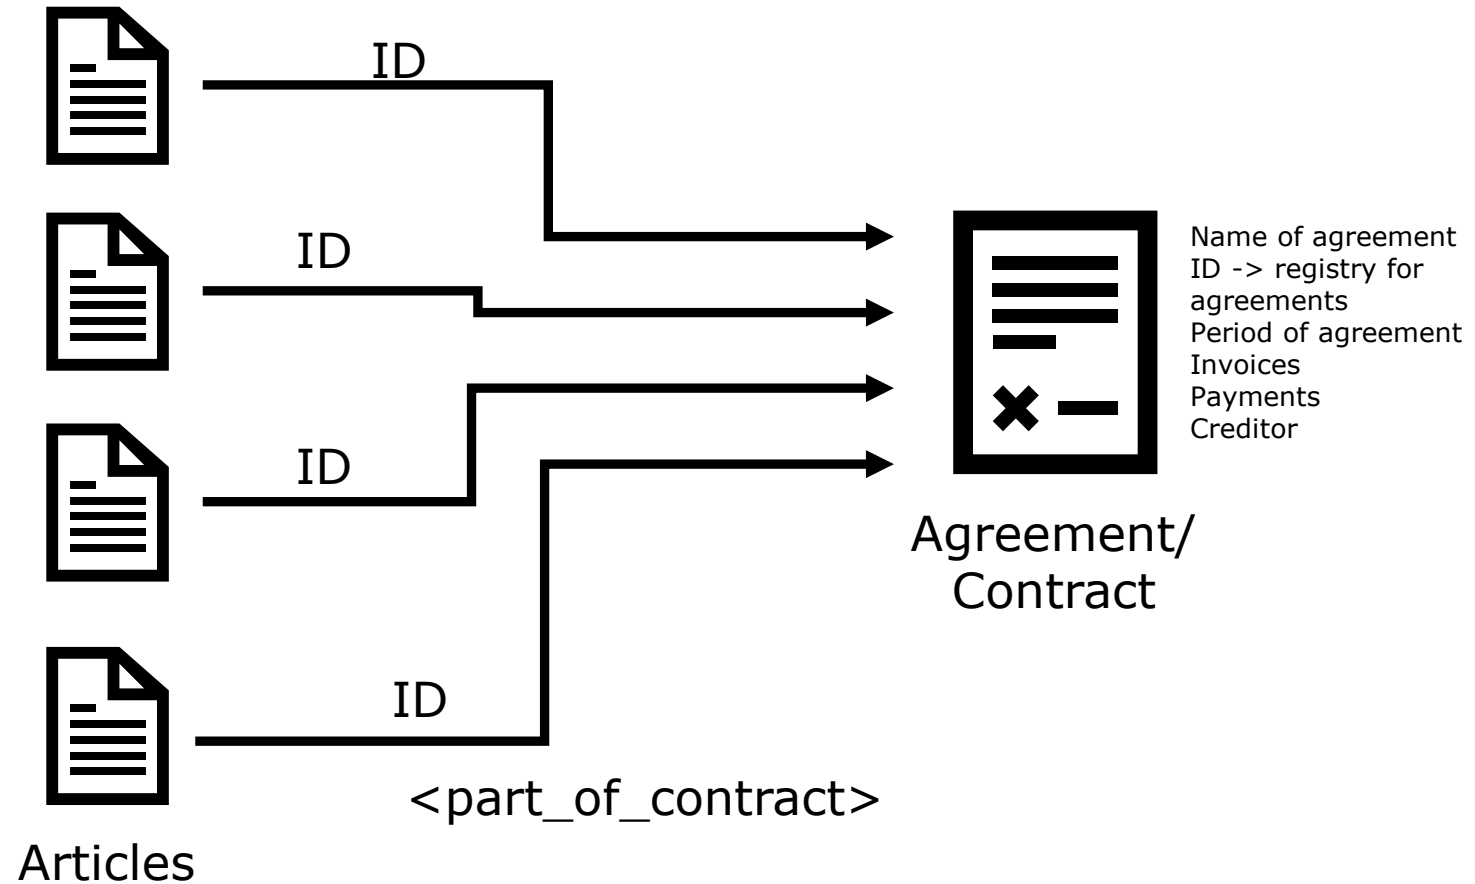 ID
ID
ID
ID
<part_of_contract>
Articles
Name of agreement
ID -> registry for
agreements
Period of agreement
Invoices
Payments
Creditor
Agreement/
Contract